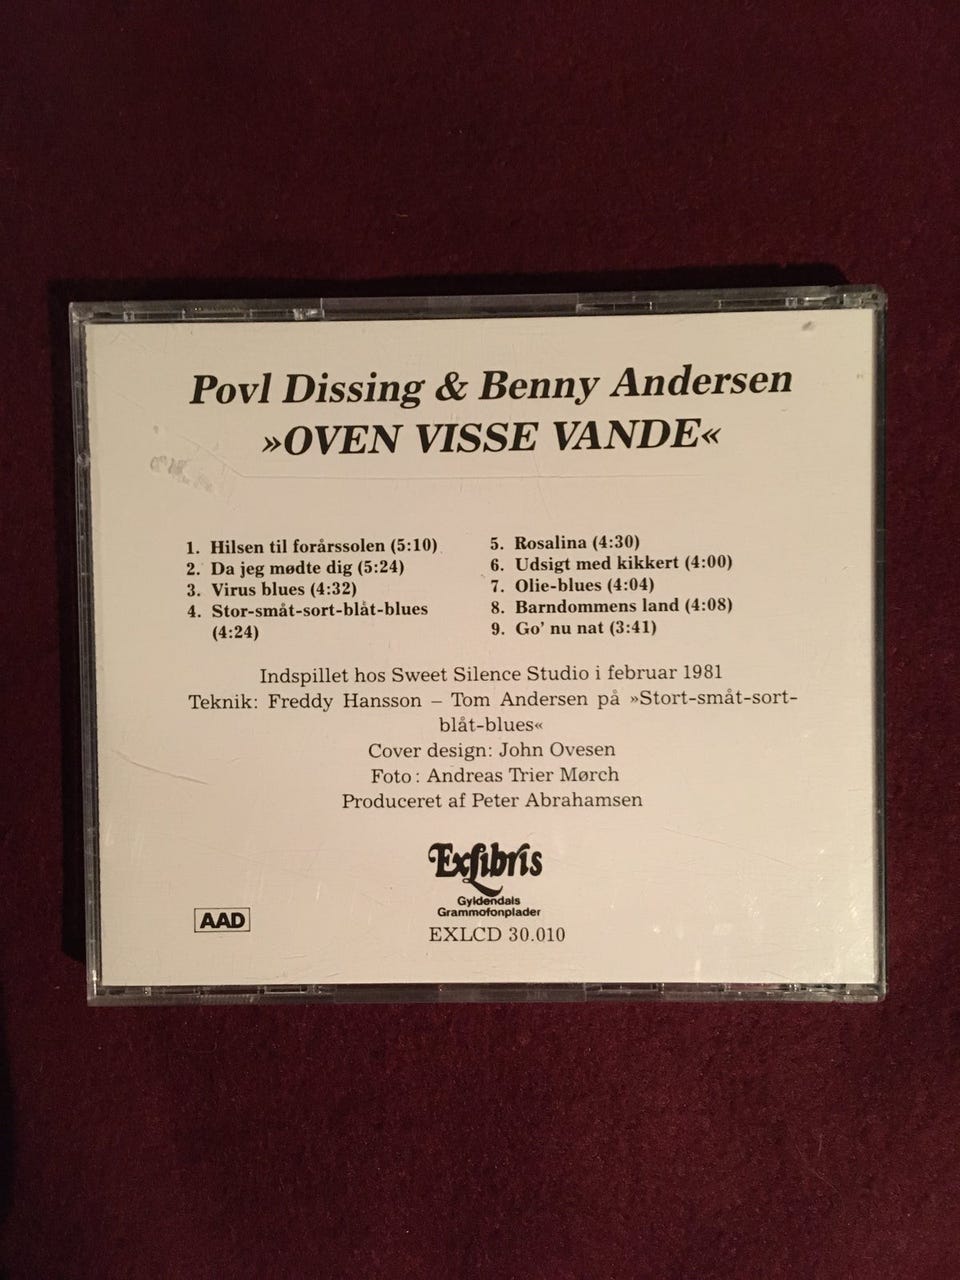 Povl Dissing & Benny Andersen
»OVEN VISSE VANDE«
1. Hilsen til forårssolen (5:10)
2. Da jeg mødte dig (5:24)
3. Virus blues (4:32)
4. Stor-småt-sort-blåt-blues
(4:24)
5. Rosalina (4:30)
6. Udsigt med kikkert (4:00)
7. Olie-blues (4:04)
8. Barndommens land (4:08)
9. Go' nu nat (3:41)
Indspillet hos Sweet Silence Studio i februar 1981
Teknik: Freddy Hansson – Tom Andersen på »Stort-småt-sort-
blåt-blues«
Cover design: John Ovesen
Foto: Andreas Trier Mørch
Produceret af Peter Abrahamsen
Exlibris
Gyldendals
Grammofonplader
EXLCD 30.010
AAD